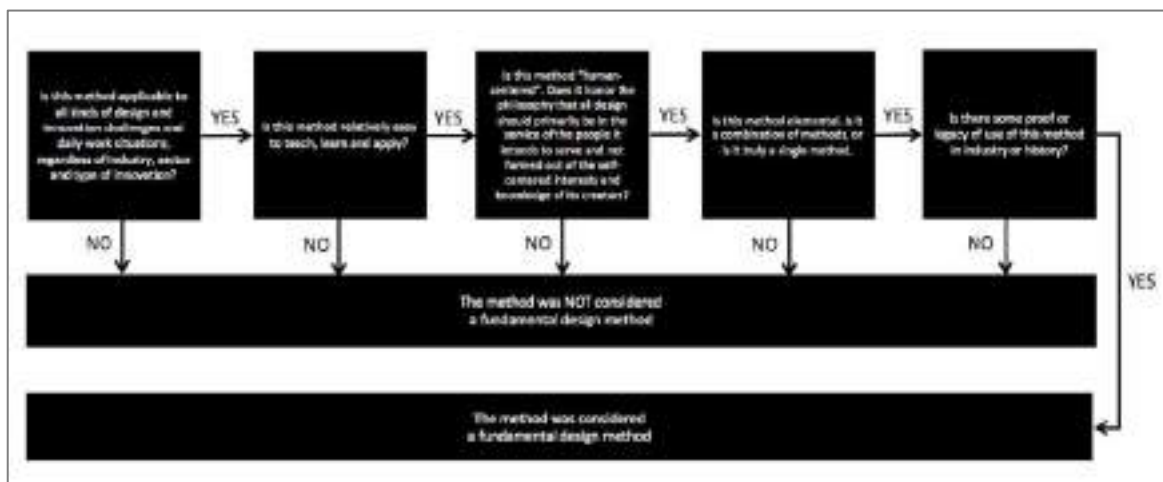 Is this method applicable to
all kinds of design and
innovation challenges and
daily work situations,
regardless of industry, sector
and type of innovation?
YES
Is this method relatively easy
to teach, learn and apply?
YES
Is this method "human-
centered". Does it honor the
philosophy that all design
should primarily be in the
service of the people it
intends to serve and not
formed out of the self-
centered interests and
knowledge of its creators?
YES
Is this method elemental. Is it
a combination of methods, or
is it truly a single method.
YES
Is there some proof or
legacy of use of this method
in industry or history?
NO
NO
NO
NO
NO
YES
The method was NOT considered
a fundamental design method
The method was considered
a fundamental design method